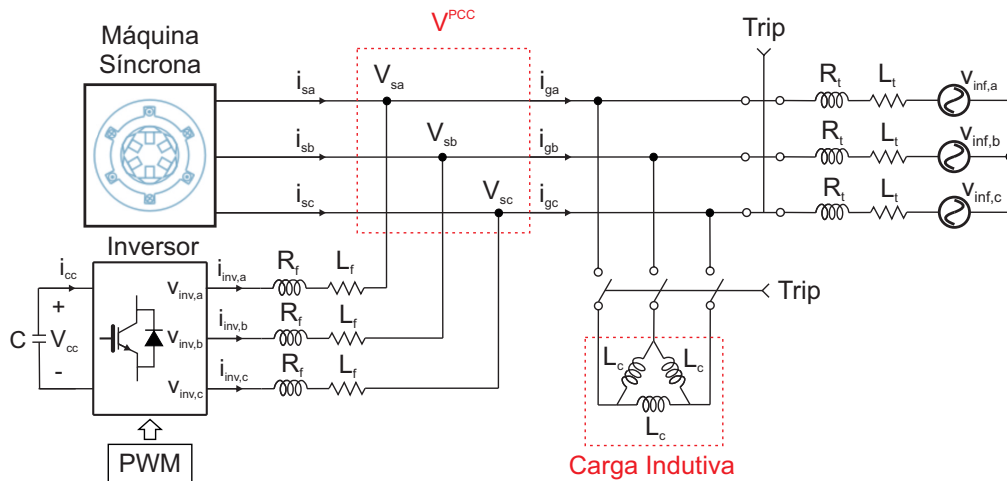 V^PCC
Máquina
Síncrona
Trip
i_sa
V_sa
i_ga
R_t
L_t
v_inf,a
i_sb
V_sb
i_gb
R_t
L_t
v_inf,b
i_sc
V_sc
i_gc
R_t
L_t
v_inf,c
Inversor
i_cc
v_inv,a
i_inv,a
R_f
L_f
Trip
+
C
V_cc
-
v_inv,b
i_inv,b
R_f
L_f
v_inv,c
i_inv,c
R_f
L_f
L_c
L_c
L_c
PWM
Carga Indutiva